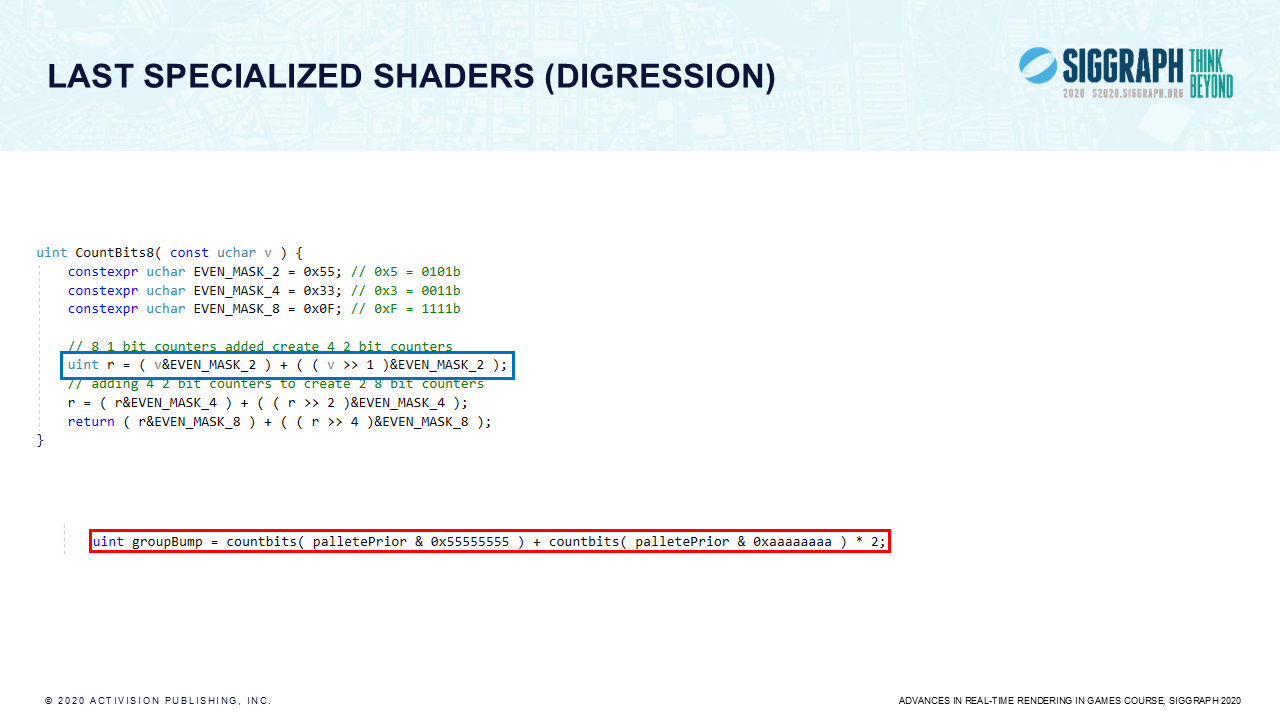 LAST SPECIALIZED SHADERS (DIGRESSION)
SIGGRAPH THINK BEYOND
2020 S2020.SIGGRAPH.ORG
uint CountBits8( const uchar v ) {
constexpr uchar EVEN_MASK_2 = 0x55; // 0x5 = 0101b
constexpr uchar EVEN_MASK_4 = 0x33; // 0x3 = 0011b
constexpr uchar EVEN_MASK_8 = 0x0F; // 0xF = 1111b
// 8 1 bit counters added create 4 2 bit counters
uint r = ( v&EVEN_MASK_2 ) + ( ( v >> 1 )&EVEN_MASK_2 );
// adding 4 2 bit counters to create 2 8 bit counters
r = ( r&EVEN_MASK_4 ) + ( ( r >> 2 )&EVEN_MASK_4 );
return ( r&EVEN_MASK_8 ) + ( ( r >> 4 )&EVEN_MASK_8 );
}
uint groupBump = countbits( palletePrior & 0x55555555 ) + countbits( palletePrior & 0xaaaaaaaa ) * 2;
© 2020 ACTIVISION PUBLISHING, INC.
ADVANCES IN REAL-TIME RENDERING IN GAMES COURSE, SIGGRAPH 2020